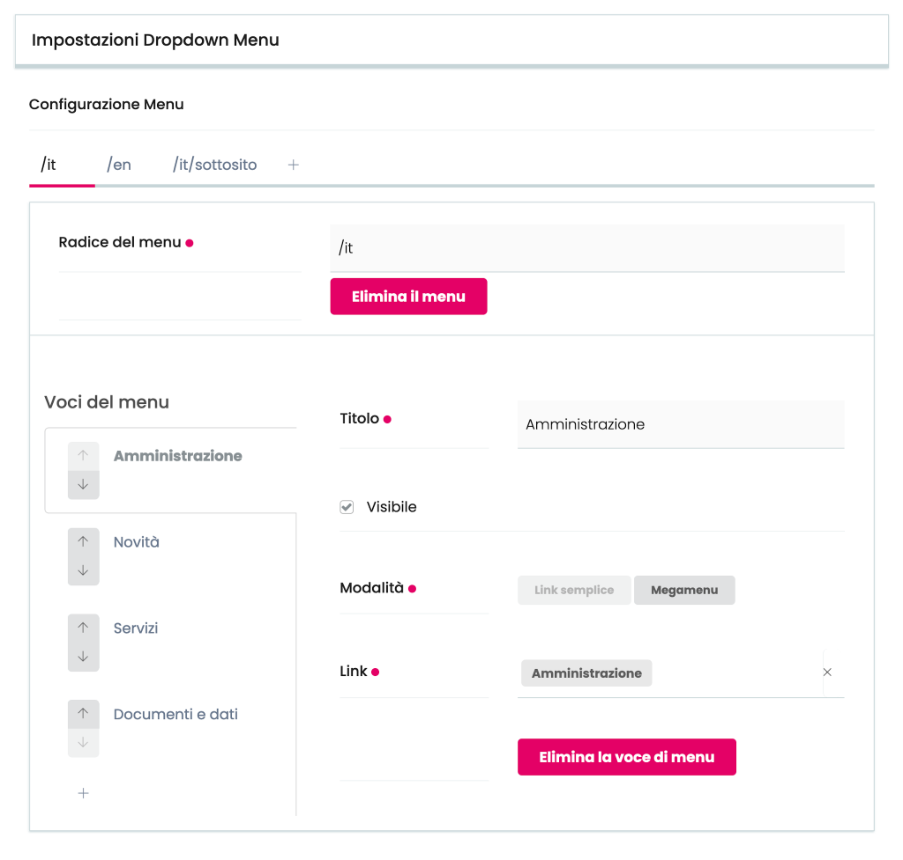 Impostazioni Dropdown Menu
Configurazione Menu
/it /en /it/sottosito +
Radice del menu
/it
Elimina il menu
Voci del menu
Amministrazione
Novità
Servizi
Documenti e dati
+
Titolo
Amministrazione
Visibile
Modalità
Link semplice Megamenu
Link
Amministrazione ×
Elimina la voce di menu